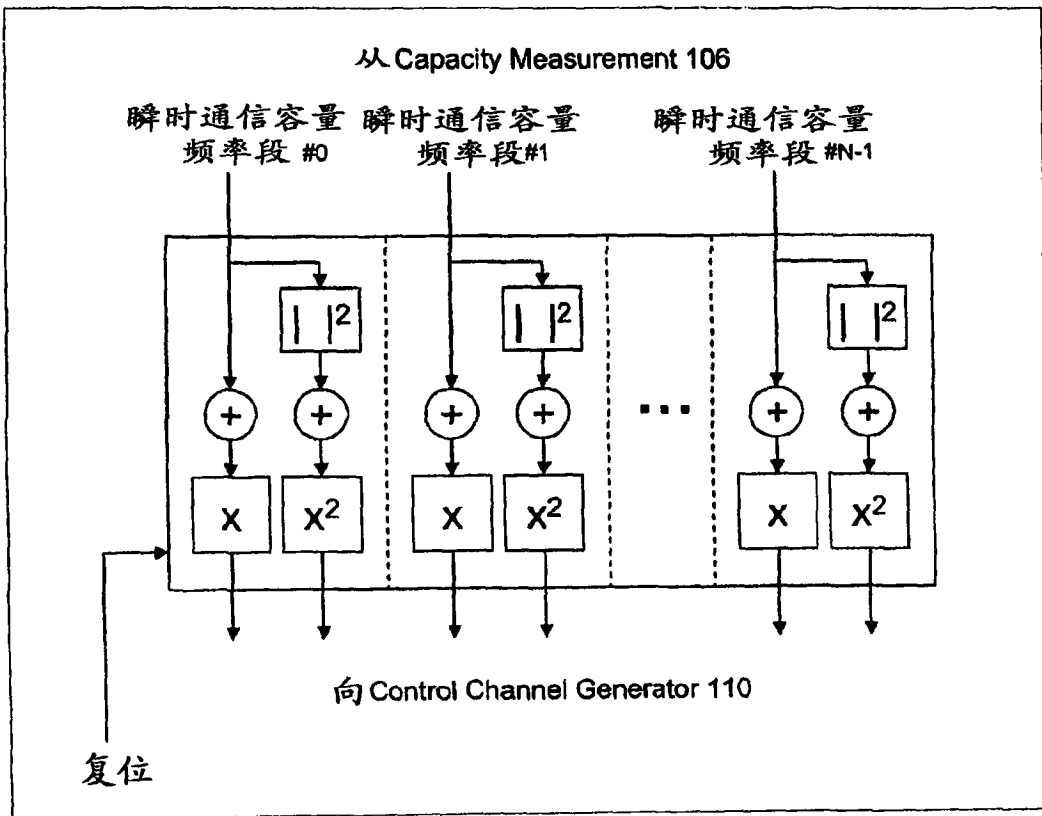 从 Capacity Measurement 106
瞬时通信容量 瞬时通信容量 瞬时通信容量
频率段 #0 频率段#1 频率段 #N-1
| |² | |² | |²
+ + + + ... + +
X X² X X² X X²
向 Control Channel Generator 110
复位